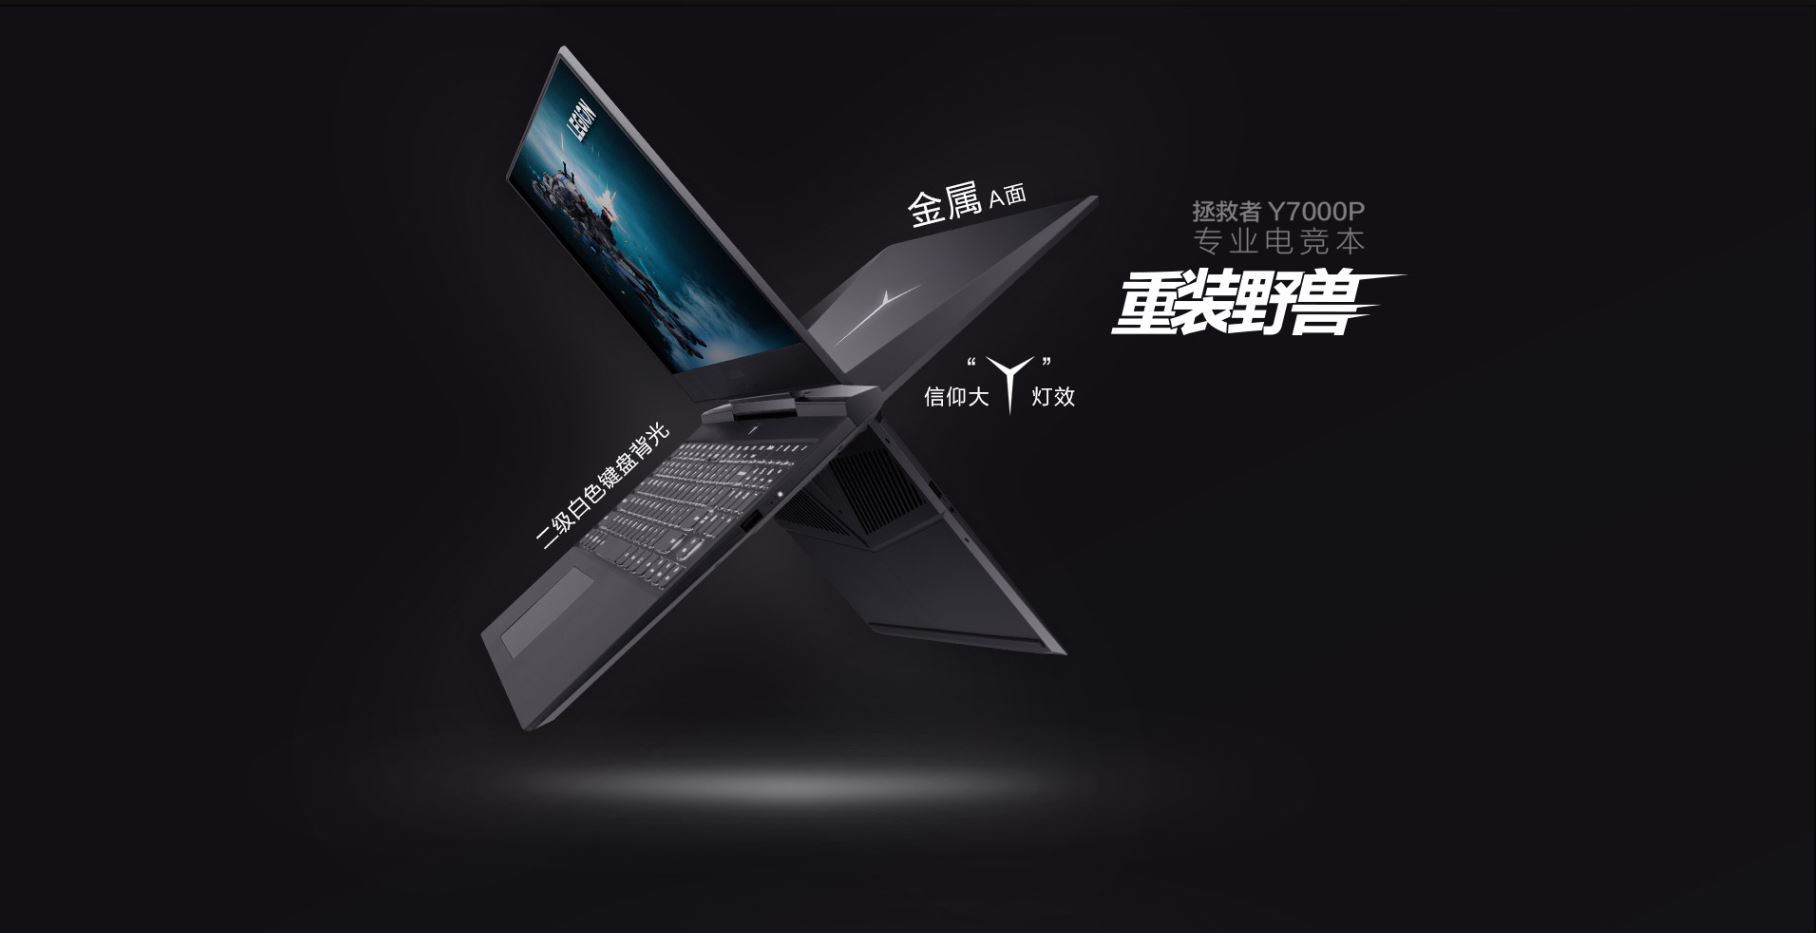 LEGION
金属 A面
拯救者 Y7000P
专业电竞本
重装野兽
“Y”
信仰大 灯效
二级白色键盘背光